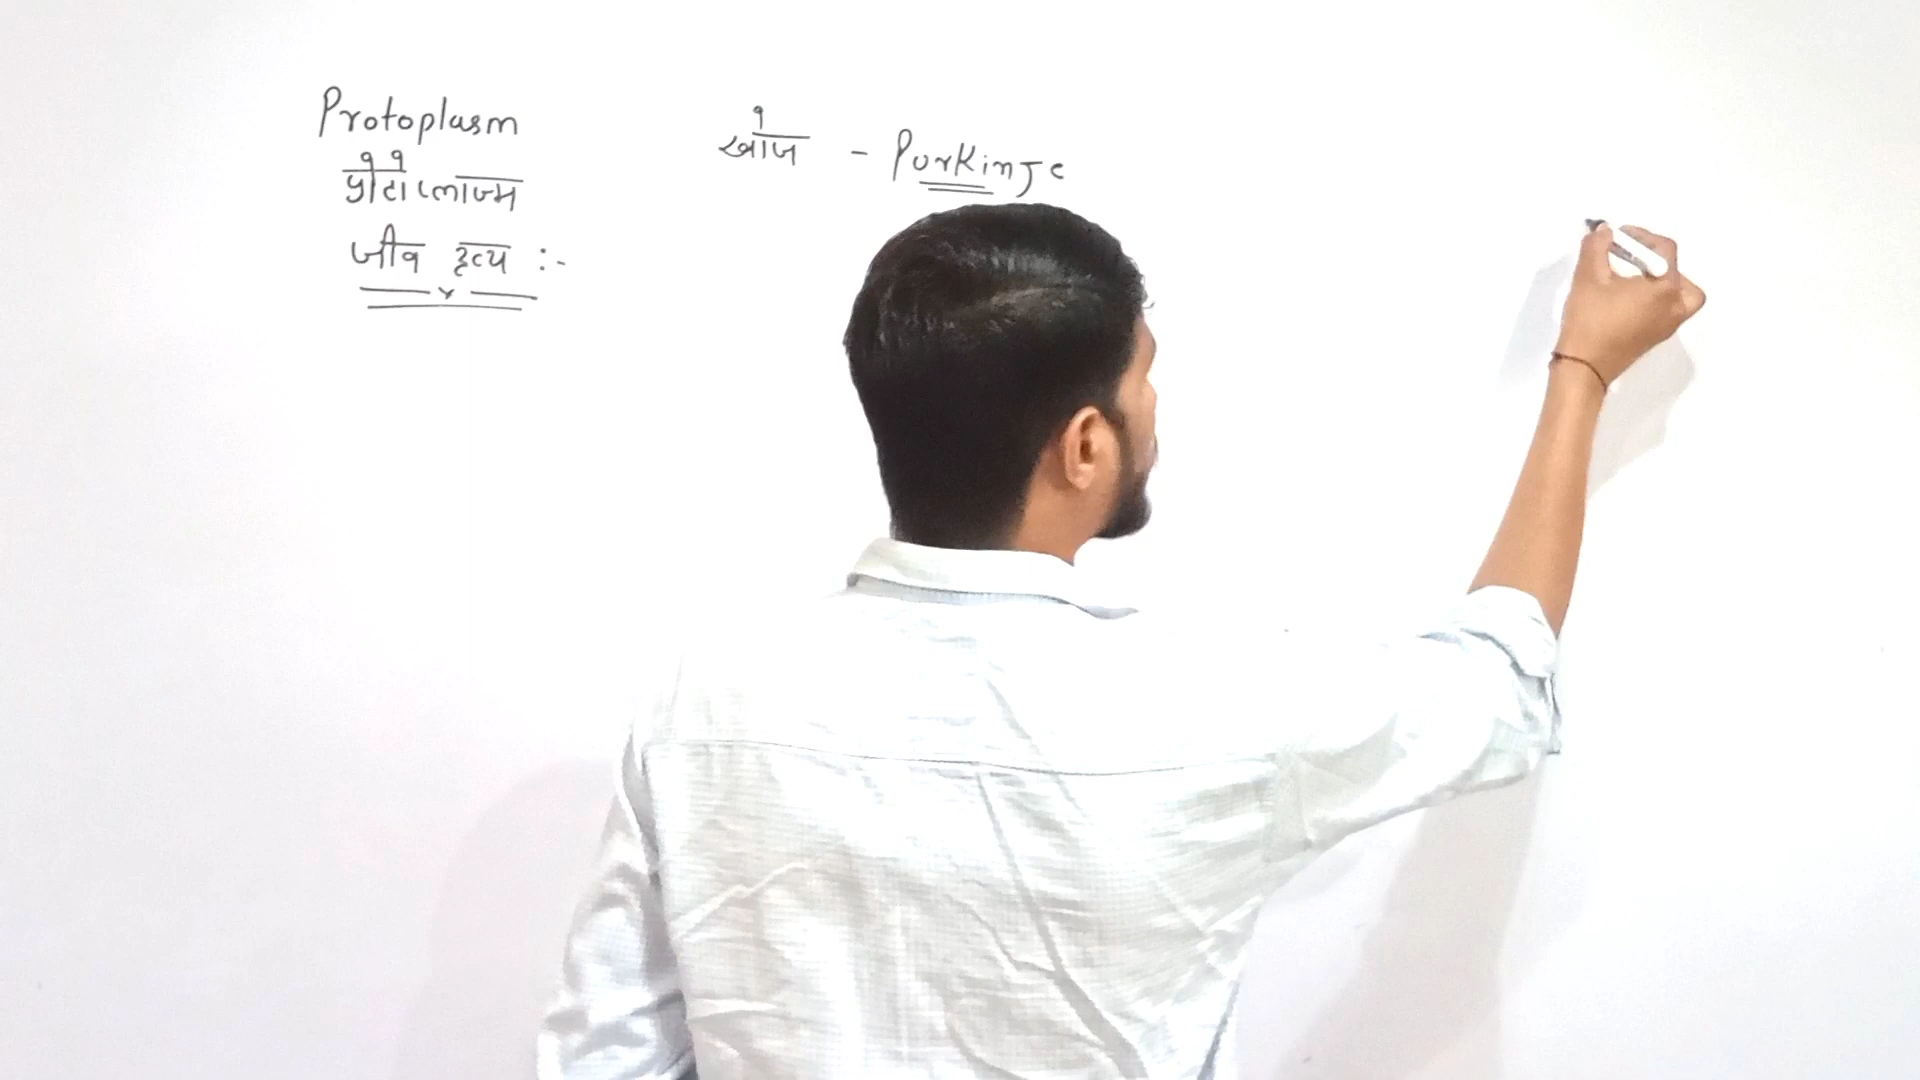 Protoplasm
प्रोटोप्लाज्म
जीव द्रव्य :-
खोज - Purkinje